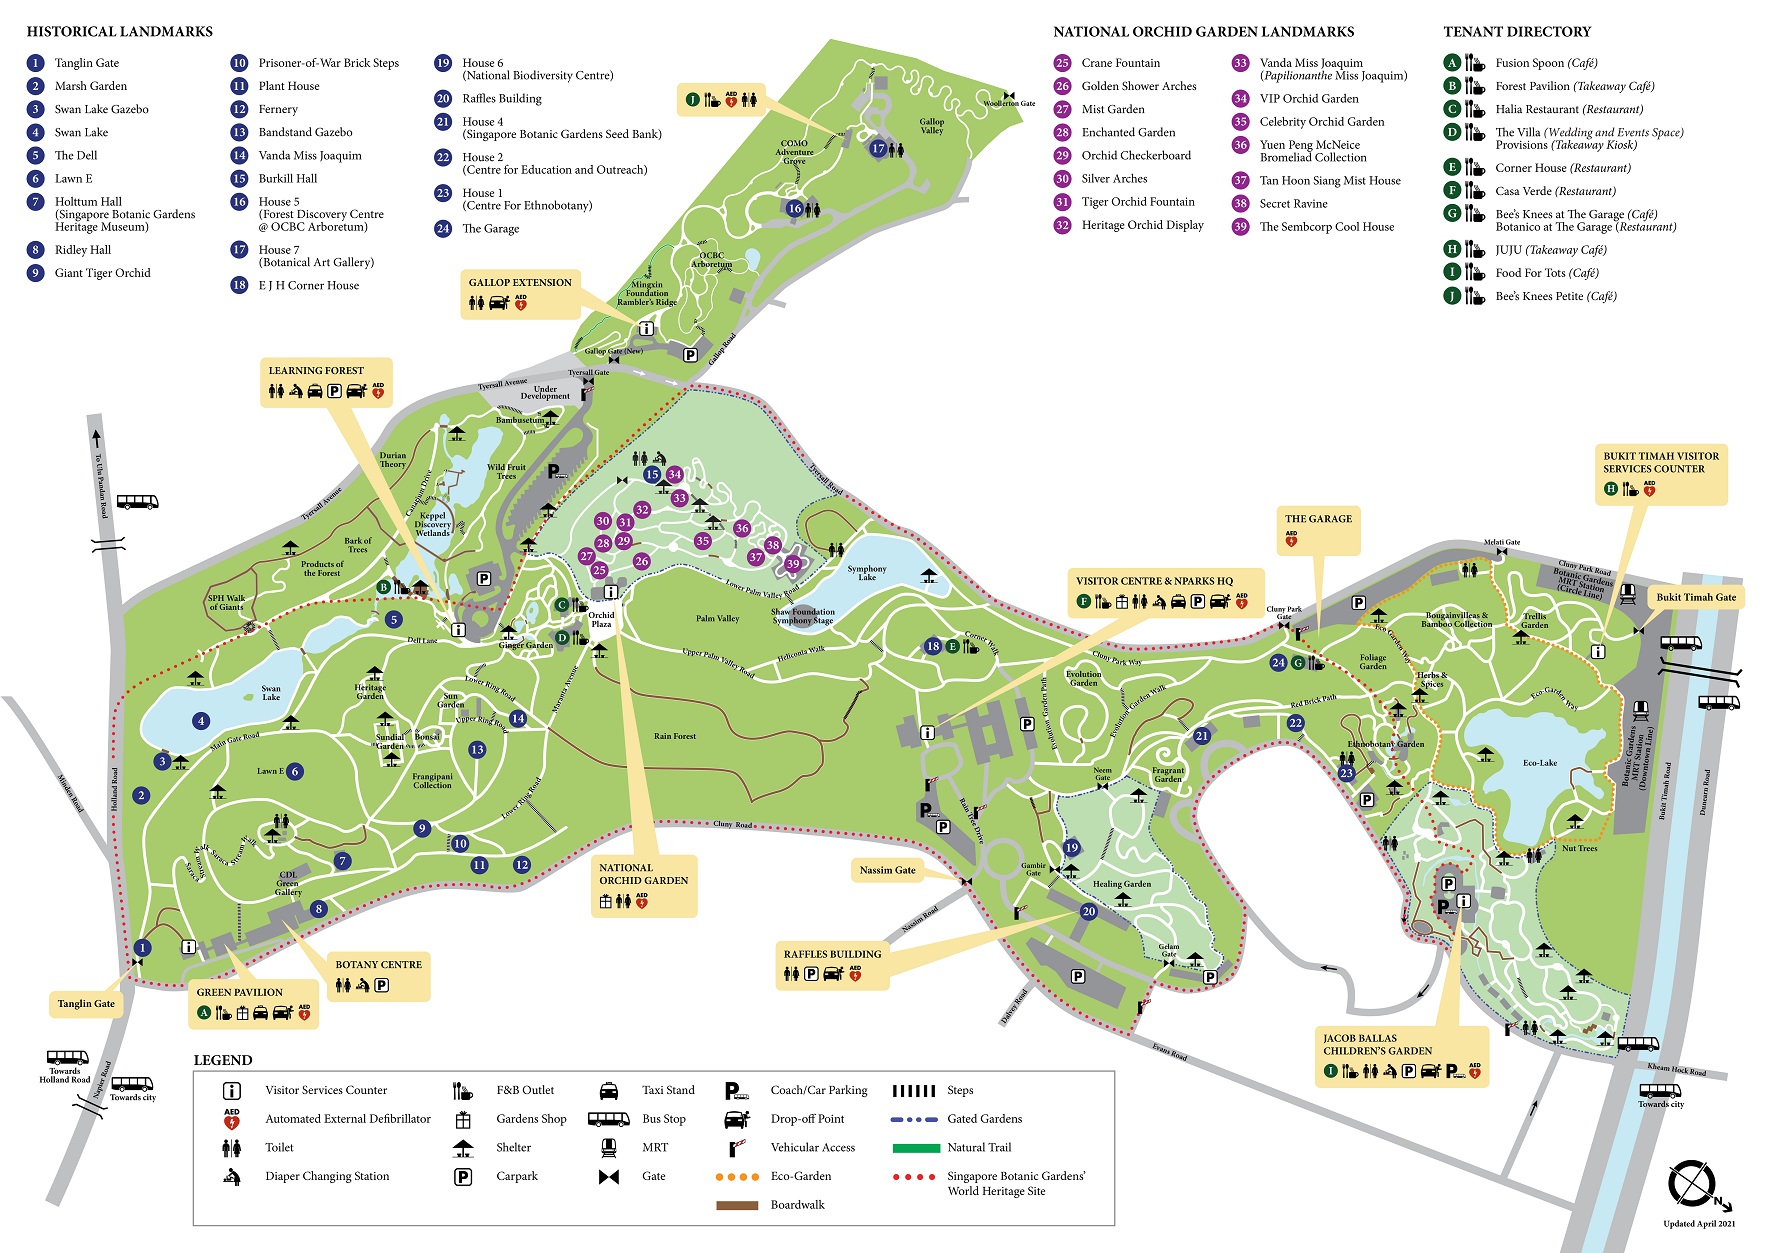 HISTORICAL LANDMARKS
1 Tanglin Gate
2 Marsh Garden
3 Swan Lake Gazebo
4 Swan Lake
5 The Dell
6 Lawn E
7 Holttum Hall
(Singapore Botanic Gardens
Heritage Museum)
8 Ridley Hall
9 Giant Tiger Orchid
10 Prisoner-of-War Brick Steps
11 Plant House
12 Fernery
13 Bandstand Gazebo
14 Vanda Miss Joaquim
15 Burkill Hall
16 House 5
(Forest Discovery Centre
@ OCBC Arboretum)
17 House 7
(Botanical Art Gallery)
18 E J H Corner House
19 House 6
(National Biodiversity Centre)
20 Raffles Building
21 House 4
(Singapore Botanic Gardens Seed Bank)
22 House 2
(Centre for Education and Outreach)
23 House 1
(Centre For Ethnobotany)
24 The Garage
NATIONAL ORCHID GARDEN LANDMARKS
25 Crane Fountain
26 Golden Shower Arches
27 Mist Garden
28 Enchanted Garden
29 Orchid Checkerboard
30 Silver Arches
31 Tiger Orchid Fountain
32 Heritage Orchid Display
33 Vanda Miss Joaquim
(Papilionanthe Miss Joaquim)
34 VIP Orchid Garden
35 Celebrity Orchid Garden
36 Yuen Peng McNeice
Bromeliad Collection
37 Tan Hoon Siang Mist House
38 Secret Ravine
39 The Sembcorp Cool House
TENANT DIRECTORY
A Fusion Spoon (Café)
B Forest Pavilion (Takeaway Café)
C Halia Restaurant (Restaurant)
D The Villa (Wedding and Events Space)
Provisions (Takeaway Kiosk)
E Corner House (Restaurant)
F Casa Verde (Restaurant)
G Bee's Knees at The Garage (Café)
Botanico at The Garage (Restaurant)
H JUJU (Takeaway Café)
I Food For Tots (Café)
J Bee's Knees Petite (Café)
J AED
Woollerton Gate
Gallop
Valley
COMO
Adventure
Grove
17
16
OCBC
Arboretum
Mingxin
Foundation
Rambler's Ridge
GALLOP EXTENSION
AED
i
P
Gallop Gate (New)
Gallop Road
Tyersall Gate
Tyersall Avenue
Under
Development
LEARNING FOREST
P AED
Bambusetum
Durian
Theory
Wild Fruit
Trees
Canadian Drive
Keppel
Discovery
Wetlands
Tyersall Avenue
Bark of
Trees
Products of
the Forest
SPH Walk
of Giants
To Ulu Pandan Road
P
P
B
5
Dell Lane
i
Ginger Garden
C
D
Orchid
Plaza
i
15 34
33
32
30 31
28 29
27
25
26
35
36
37
38
39
Tyersall Road
Lower Palm Valley Road
Palm Valley
Symphony
Lake
Shaw Foundation
Symphony Stage
Upper Palm Valley Road
Heliconia Walk
18 E
Corner Walk
Cluny Park Way
VISITOR CENTRE & NPARKS HQ
F P AED
THE GARAGE
AED
BUKIT TIMAH VISITOR
SERVICES COUNTER
H AED
Melati Gate
Cluny Park Road
Botanic Gardens
MRT Station
(Circle Line)
Bukit Timah Gate
Cluny Park
Gate
P
24 G
Bougainvilleas &
Bamboo Collection
Trellis
Garden
i
Foliage
Garden
Eco Garden Way
Herbs &
Spices
Eco-Garden Way
Red Brick Path
22
21
Ethnobotany Garden
23
P
Eco-Lake
Botanic Gardens
MRT Station
(Downtown Line)
Bukit Timah Road
Dunearn Road
Nut Trees
Evolution
Garden
Evolution Garden Path
Evolution Garden Walk
Fragrant
Garden
Neem
Gate
i
P
P
P
Rain Tree Drive
Gambir
Gate
19
Healing Garden
20
Gelam
Gate
P
P
Swan
Lake
4
Heritage
Garden
Sun
Garden
Lower Ring Road
Upper Ring Road
14
Maranta Avenue
Rain Forest
Main Gate Road
Sundial
Garden
Bonsai
13
3
2
Lawn E 6
Frangipani
Collection
Lower Ring Road
9
10
11
12
7
Saraca Stream Walk
CDL
Green
Gallery
8
1
i
Holland Road
Minden Road
Tanglin Gate
GREEN PAVILION
A AED
BOTANY CENTRE
P
NATIONAL
ORCHID GARDEN
AED
Cluny Road
Nassim Gate
Nassim Road
RAFFLES BUILDING
P AED
Dalvey Road
Evans Road
P
P
i
JACOB BALLAS
CHILDREN'S GARDEN
I P P AED
Kheam Hock Road
Towards city
Towards
Holland Road
Napier Road
Towards city
LEGEND
i Visitor Services Counter
AED Automated External Defibrillator
Toilet
Diaper Changing Station
F&B Outlet
Gardens Shop
Shelter
P Carpark
Taxi Stand
Bus Stop
MRT
Gate
P Coach/Car Parking
Drop-off Point
Vehicular Access
Eco-Garden
Boardwalk
Steps
Gated Gardens
Natural Trail
Singapore Botanic Gardens'
World Heritage Site
N
Updated April 2021